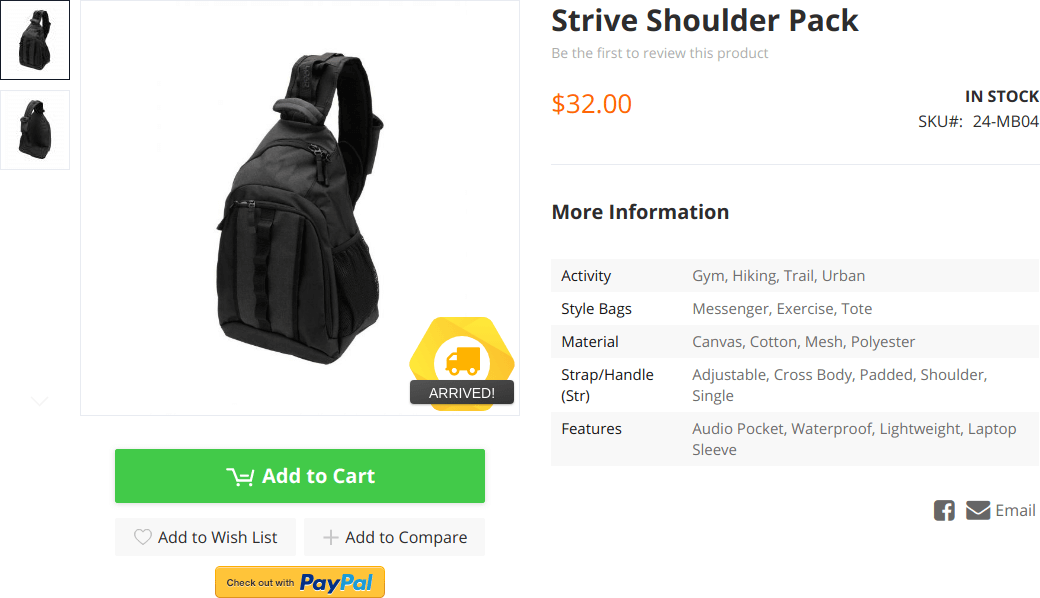 Strive Shoulder Pack
Be the first to review this product
$32.00
IN STOCK
SKU#: 24-MB04
More Information
Activity Gym, Hiking, Trail, Urban
Style Bags Messenger, Exercise, Tote
Material Canvas, Cotton, Mesh, Polyester
Strap/Handle Adjustable, Cross Body, Padded, Shoulder,
(Str) Single
Features Audio Pocket, Waterproof, Lightweight, Laptop
Sleeve
Email
ARRIVED!
Add to Cart
Add to Wish List
Add to Compare
Check out with PayPal